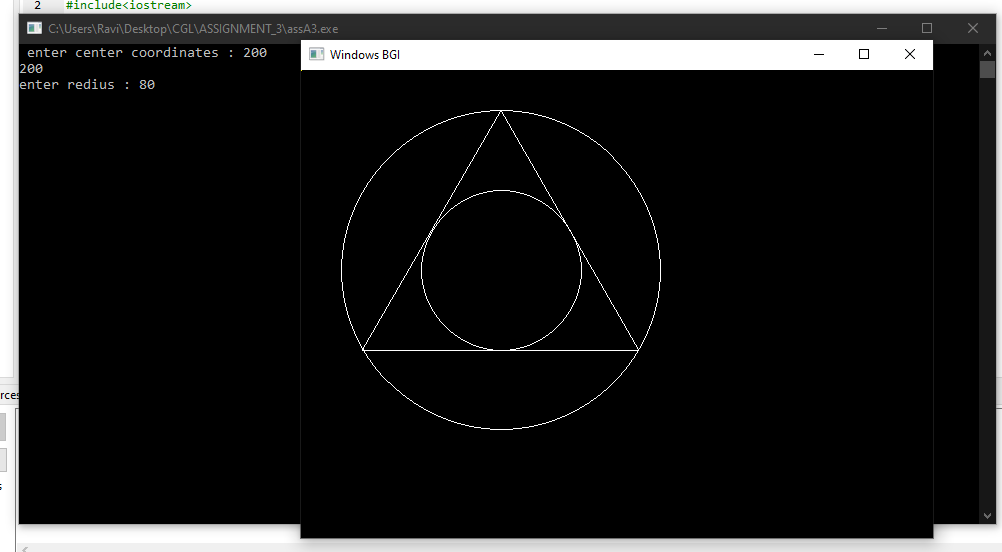 2 #include<iostream>
C:\Users\Ravi\Desktop\CGL\ASSIGNMENT_3\assA3.exe
enter center coordinates : 200
200
enter redius : 80
Windows BGI
rces
s